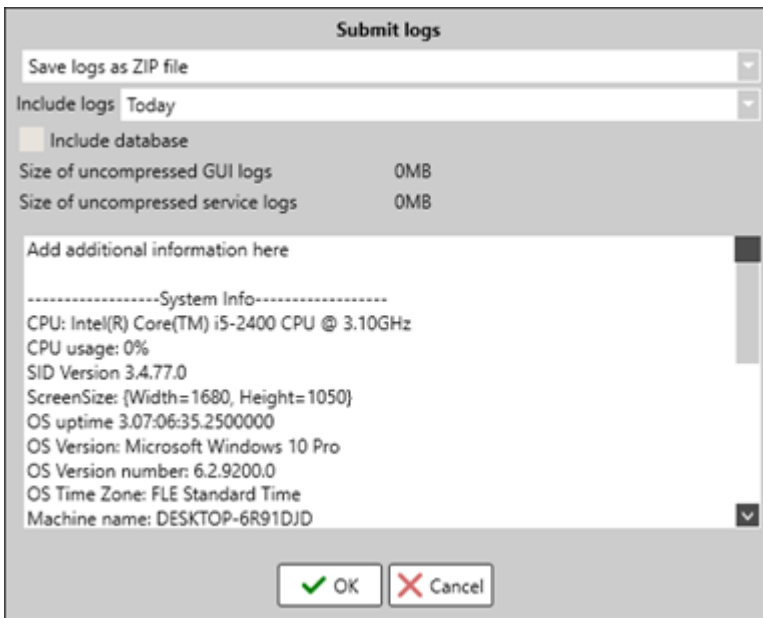 Submit logs
Save logs as ZIP file
Include logs Today
Include database
Size of uncompressed GUI logs 0MB
Size of uncompressed service logs 0MB
Add additional information here
------------------System Info------------------
CPU: Intel(R) Core(TM) i5-2400 CPU @ 3.10GHz
CPU usage: 0%
SID Version 3.4.77.0
ScreenSize: {Width=1680, Height=1050}
OS uptime 3.07:06:35.2500000
OS Version: Microsoft Windows 10 Pro
OS Version number: 6.2.9200.0
OS Time Zone: FLE Standard Time
Machine name: DESKTOP-6R91DJD
OK Cancel